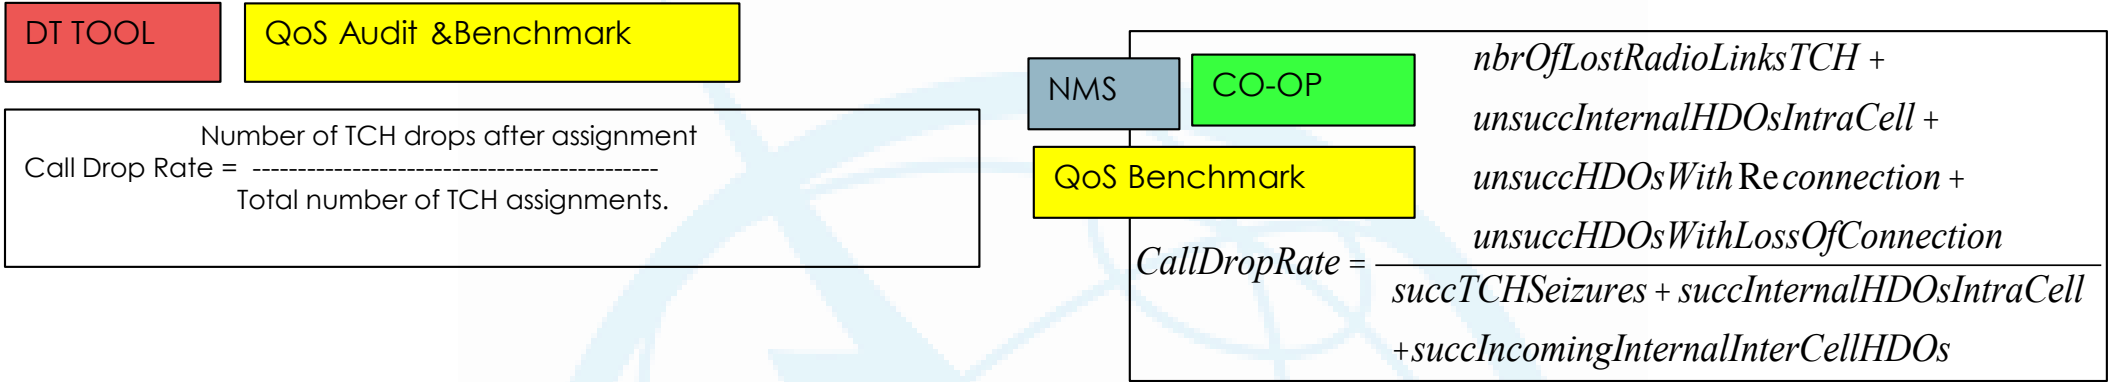 DT TOOL
QoS Audit &Benchmark
Number of TCH drops after assignment
Call Drop Rate = ---------------------------------------------
Total number of TCH assignments.
NMS
CO-OP
QoS Benchmark
nbrOfLostRadioLinksTCH +
unsuccInternalHDOsIntraCell +
unsuccHDOsWithReconnection +
unsuccHDOsWithLossOfConnection
CallDropRate =
succTCHSeizures + succInternalHDOsIntraCell
+succIncomingInternalInterCellHDOs